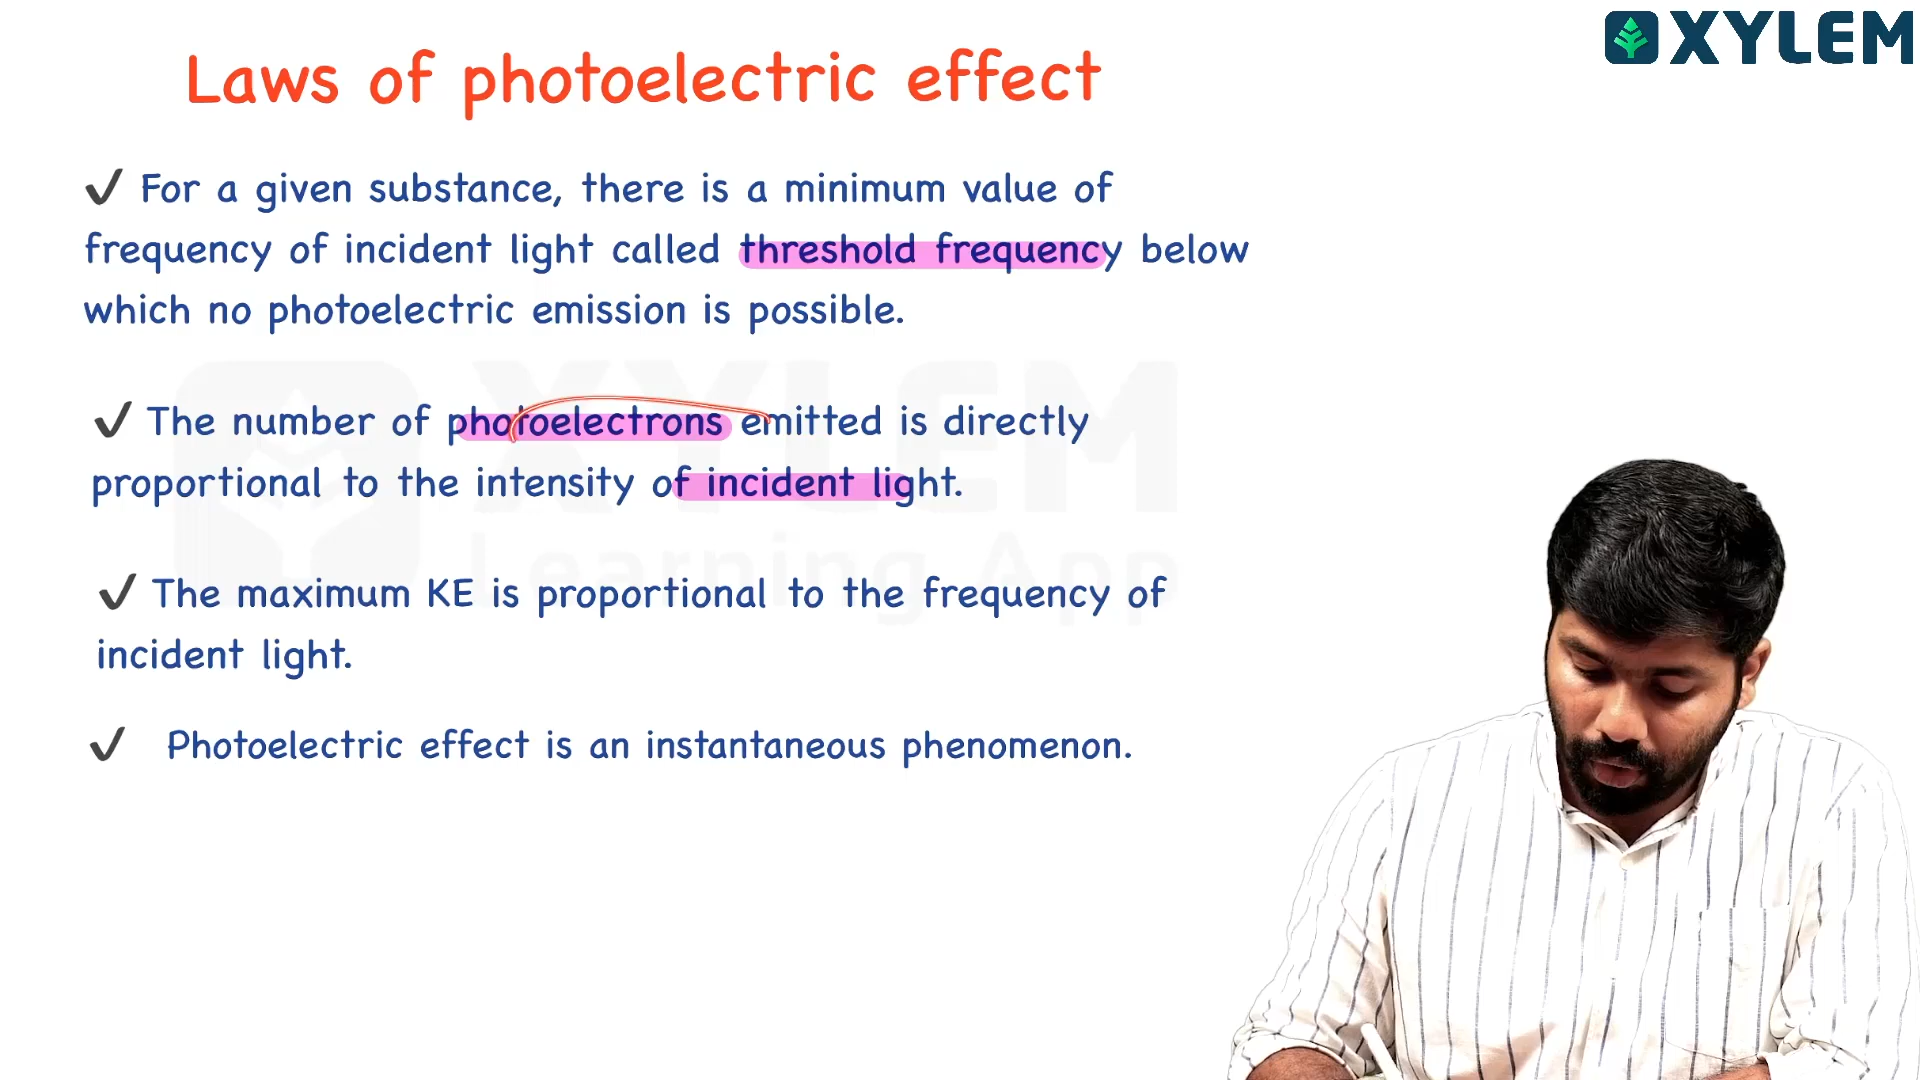 XYLEM
Laws of photoelectric effect
✔ For a given substance, there is a minimum value of
frequency of incident light called threshold frequency below
which no photoelectric emission is possible.
✔ The number of photoelectrons emitted is directly
proportional to the intensity of incident light.
✔ The maximum KE is proportional to the frequency of
incident light.
✔ Photoelectric effect is an instantaneous phenomenon.
XYLEM
Learning App